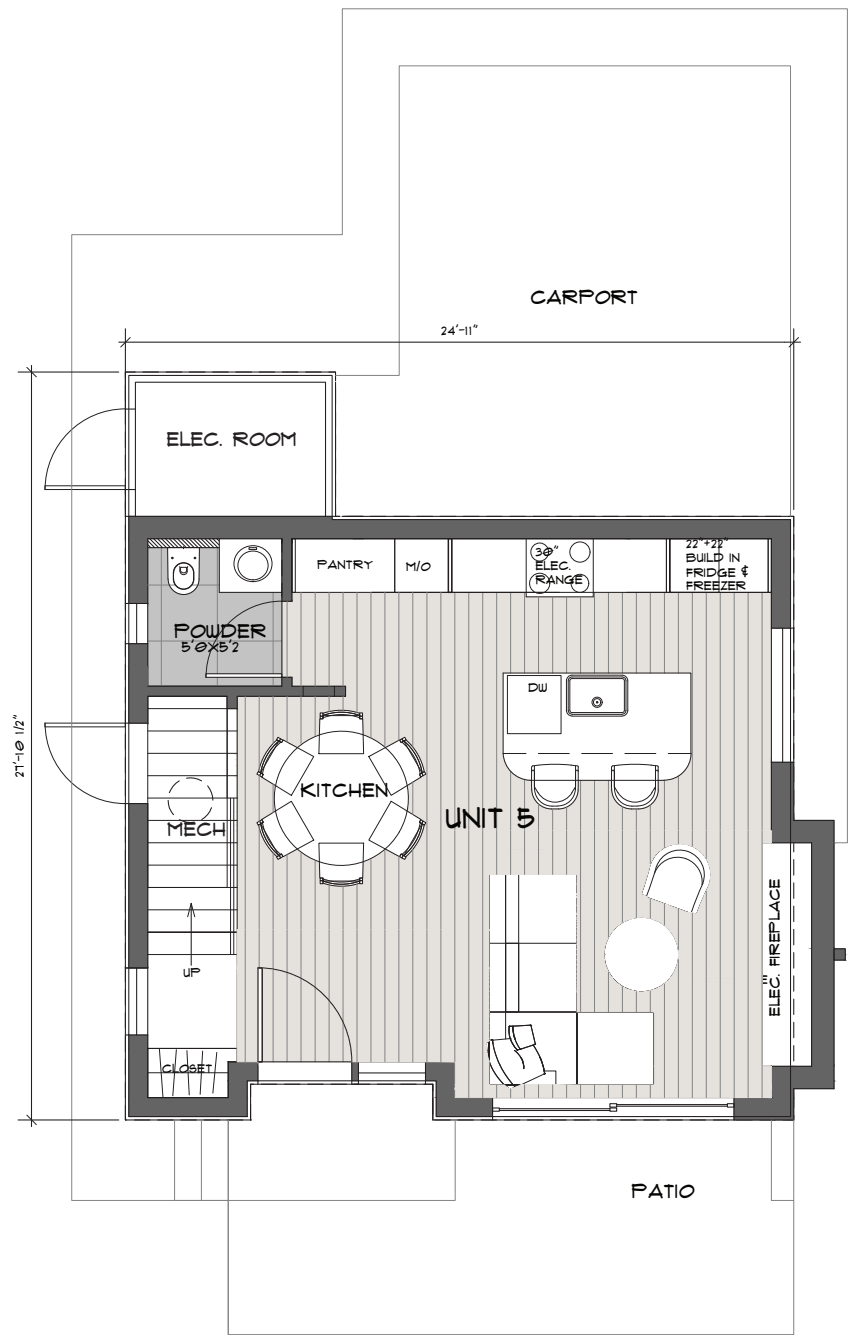 CARPORT
24'-11"
ELEC. ROOM
27'-10 1/2"
PANTRY
M/O
30"
ELEC.
RANGE
22"+22"
BUILD IN
FRIDGE &
FREEZER
POWDER
5'0X5'2
DW
KITCHEN
UNIT 5
MECH
ELEC. FIREPLACE
UP
CLOSET
PATIO